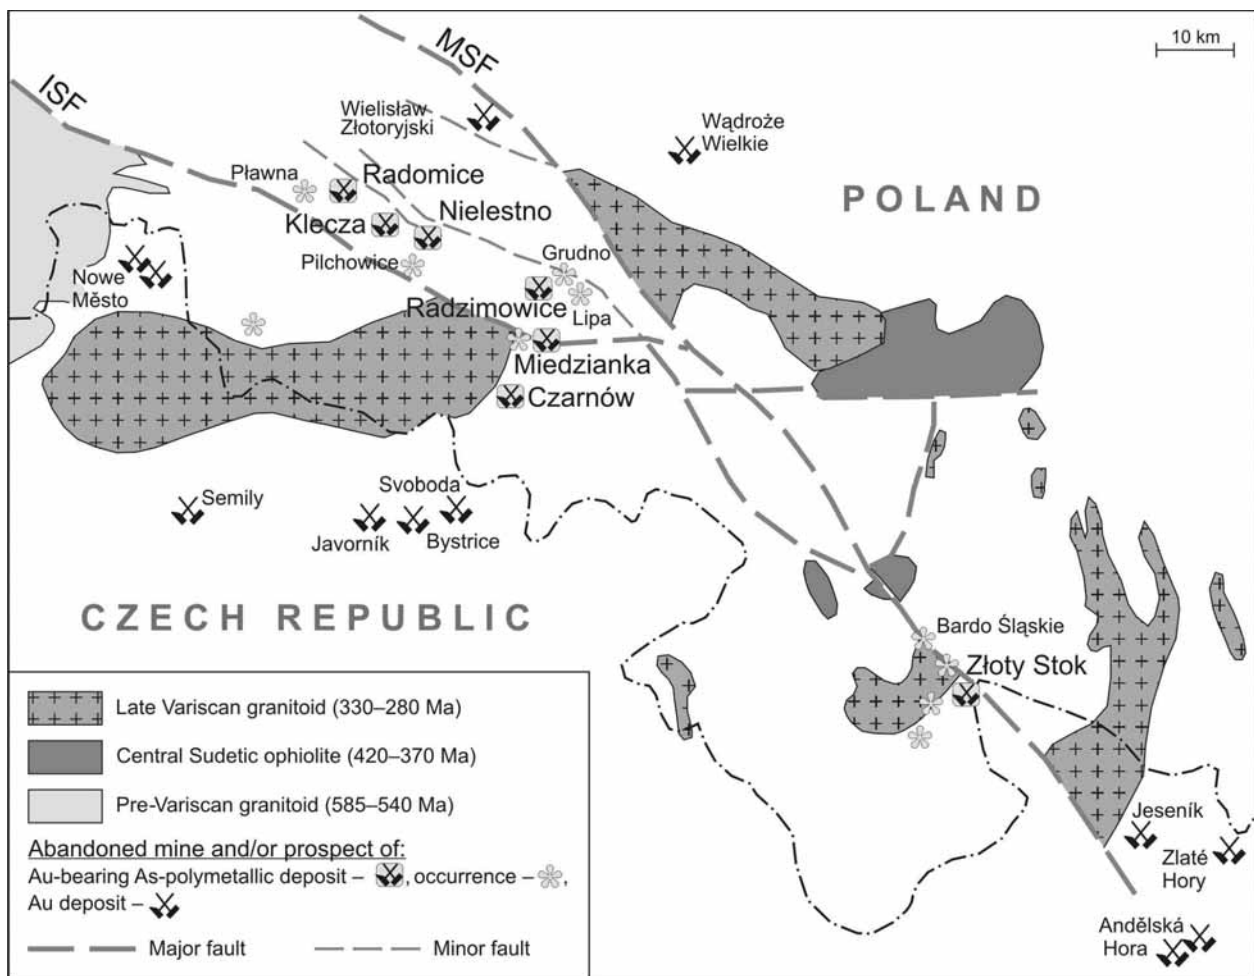 MSF
10 km
ISF
Wielisław
Złotoryjski
Wądroże
Wielkie
Pławna
Radomice
POLAND
Klecza
Nielestno
Pilchowice
Grudno
Nowe
Město
Radzimowice
Lipa
Miedzianka
Czarnów
Semily
Svoboda
Javorník
Bystrice
CZECH REPUBLIC
Bardo Śląskie
Złoty Stok
Late Variscan granitoid (330–280 Ma)
Central Sudetic ophiolite (420–370 Ma)
Pre-Variscan granitoid (585–540 Ma)
Abandoned mine and/or prospect of:
Au-bearing As-polymetallic deposit – , occurrence – ,
Au deposit –
Major fault
Minor fault
Jeseník
Zlaté
Hory
Andělská
Hora